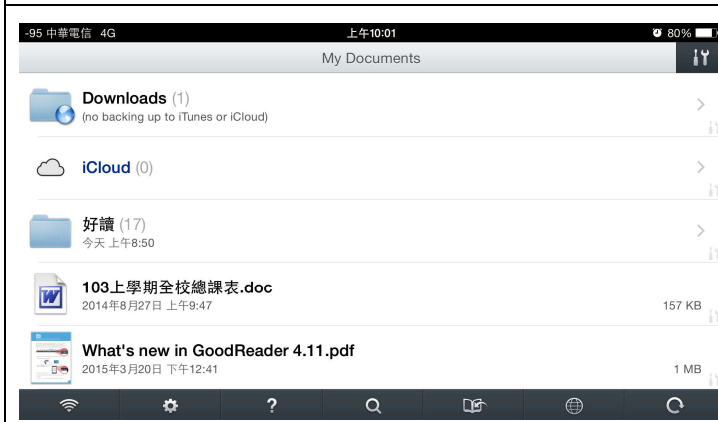 -95 中華電信 4G 上午10:01 80%
My Documents
Downloads (1)
(no backing up to iTunes or iCloud)
iCloud (0)
好讀 (17)
今天 上午8:50
103上學期全校總課表.doc
2014年8月27日 上午9:47 157 KB
What's new in GoodReader 4.11.pdf
2015年3月20日 下午12:41 1 MB